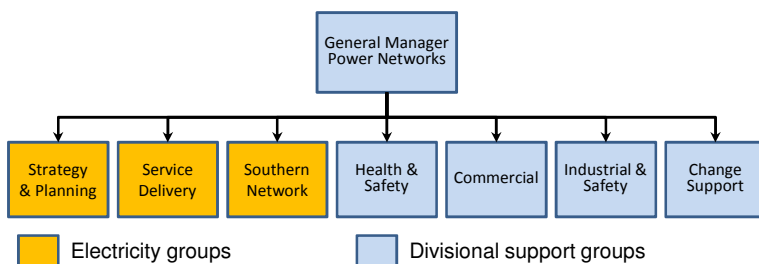 General Manager
Power Networks
Strategy
& Planning
Service
Delivery
Southern
Network
Health &
Safety
Commercial
Industrial &
Safety
Change
Support
Electricity groups
Divisional support groups